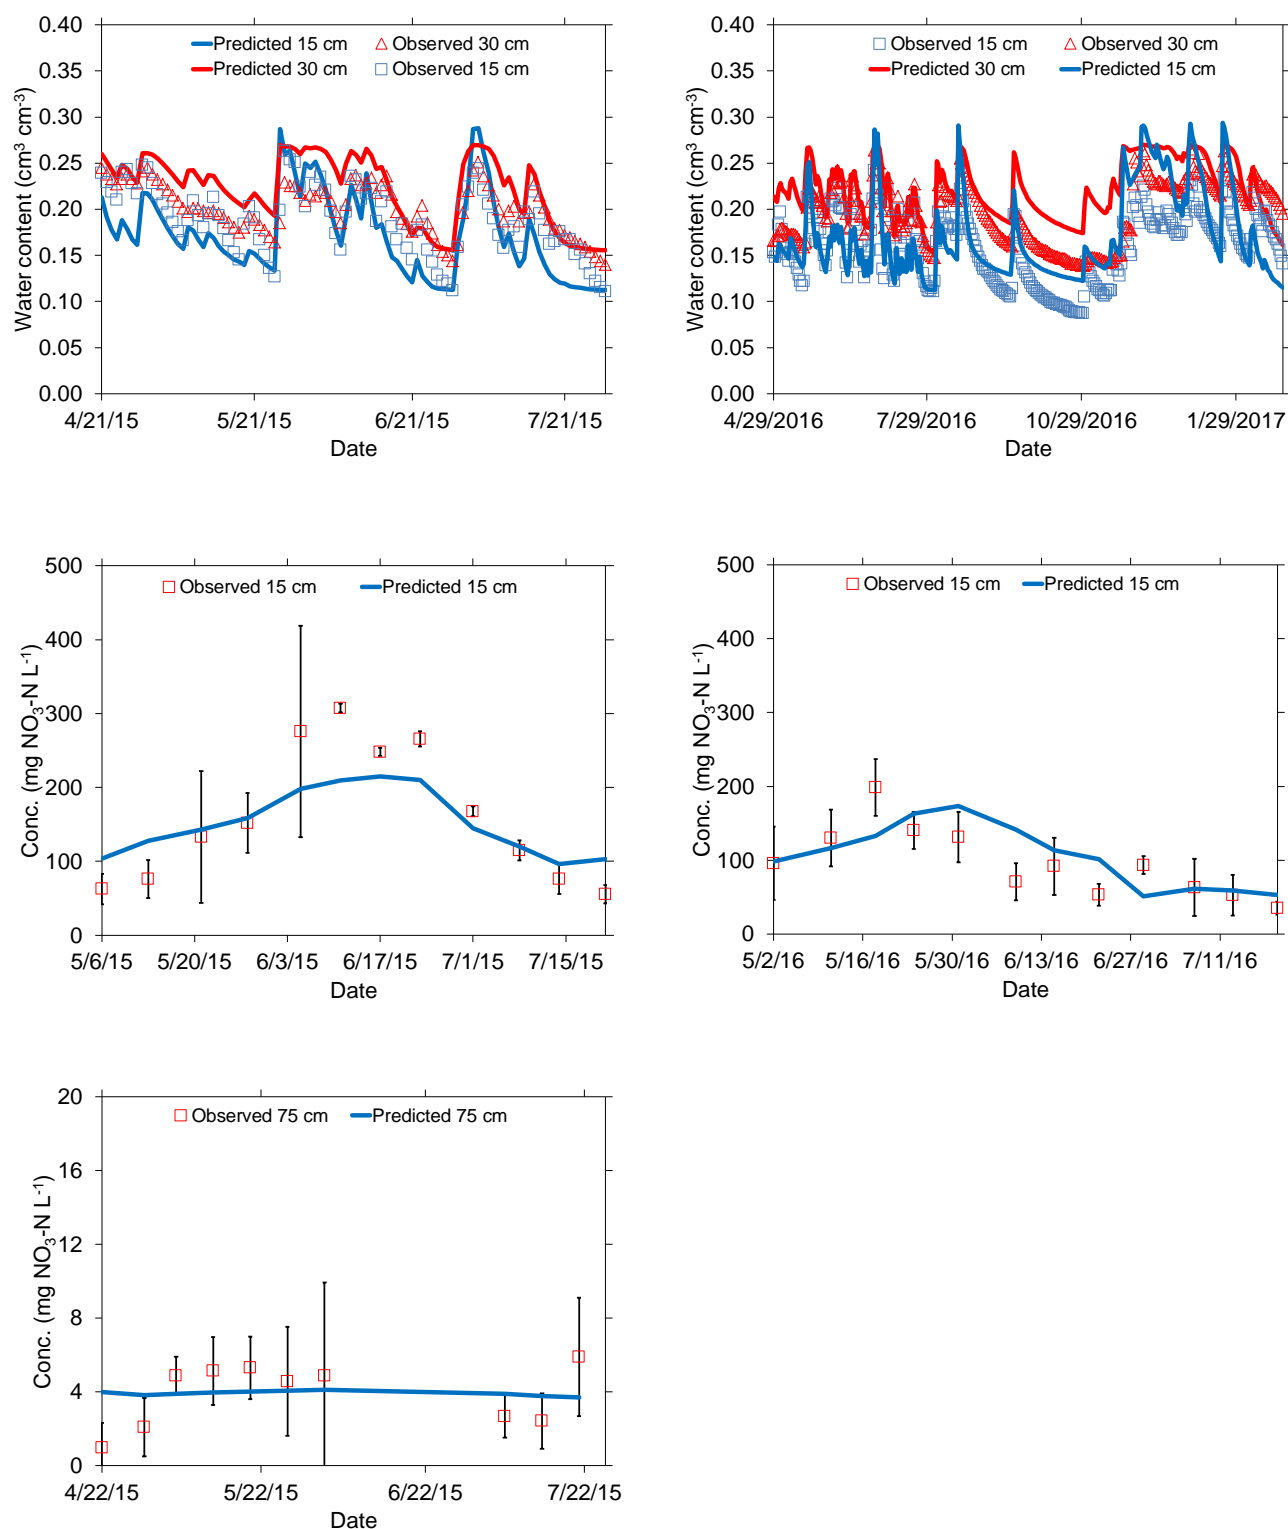 0.40
0.35
0.30
0.25
0.20
0.15
0.10
0.05
0.00
Water content (cm³ cm⁻³)
Predicted 15 cm
Observed 30 cm
Predicted 30 cm
Observed 15 cm
4/21/15
5/21/15
6/21/15
7/21/15
Date
0.40
0.35
0.30
0.25
0.20
0.15
0.10
0.05
0.00
Water content (cm³ cm⁻³)
Observed 15 cm
Observed 30 cm
Predicted 30 cm
Predicted 15 cm
4/29/2016
7/29/2016
10/29/2016
1/29/2017
Date
500
400
300
200
100
0
Conc. (mg NO₃-N L⁻¹)
Observed 15 cm
Predicted 15 cm
5/6/15
5/20/15
6/3/15
6/17/15
7/1/15
7/15/15
Date
500
400
300
200
100
0
Conc. (mg NO₃-N L⁻¹)
Observed 15 cm
Predicted 15 cm
5/2/16
5/16/16
5/30/16
6/13/16
6/27/16
7/11/16
Date
20
16
12
8
4
0
Conc. (mg NO₃-N L⁻¹)
Observed 75 cm
Predicted 75 cm
4/22/15
5/22/15
6/22/15
7/22/15
Date